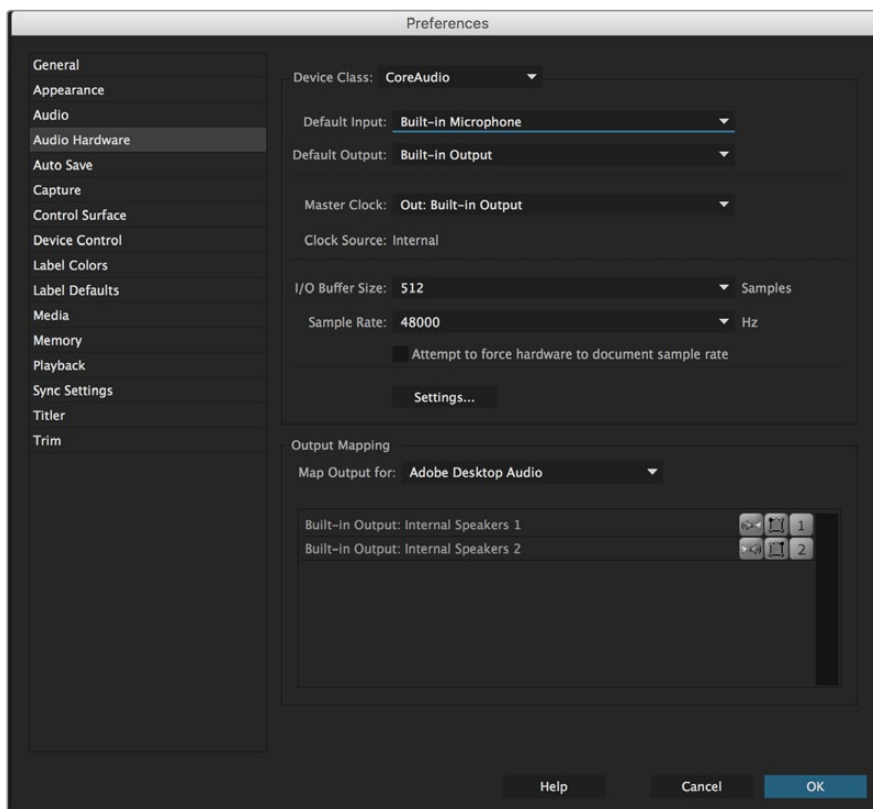 Preferences
General
Appearance
Audio
Audio Hardware
Auto Save
Capture
Control Surface
Device Control
Label Colors
Label Defaults
Media
Memory
Playback
Sync Settings
Titler
Trim
Device Class: CoreAudio
Default Input: Built-in Microphone
Default Output: Built-in Output
Master Clock: Out: Built-in Output
Clock Source: Internal
I/O Buffer Size: 512 Samples
Sample Rate: 48000 Hz
Attempt to force hardware to document sample rate
Settings...
Output Mapping
Map Output for: Adobe Desktop Audio
Built-in Output: Internal Speakers 1 1
Built-in Output: Internal Speakers 2 2
Help Cancel OK